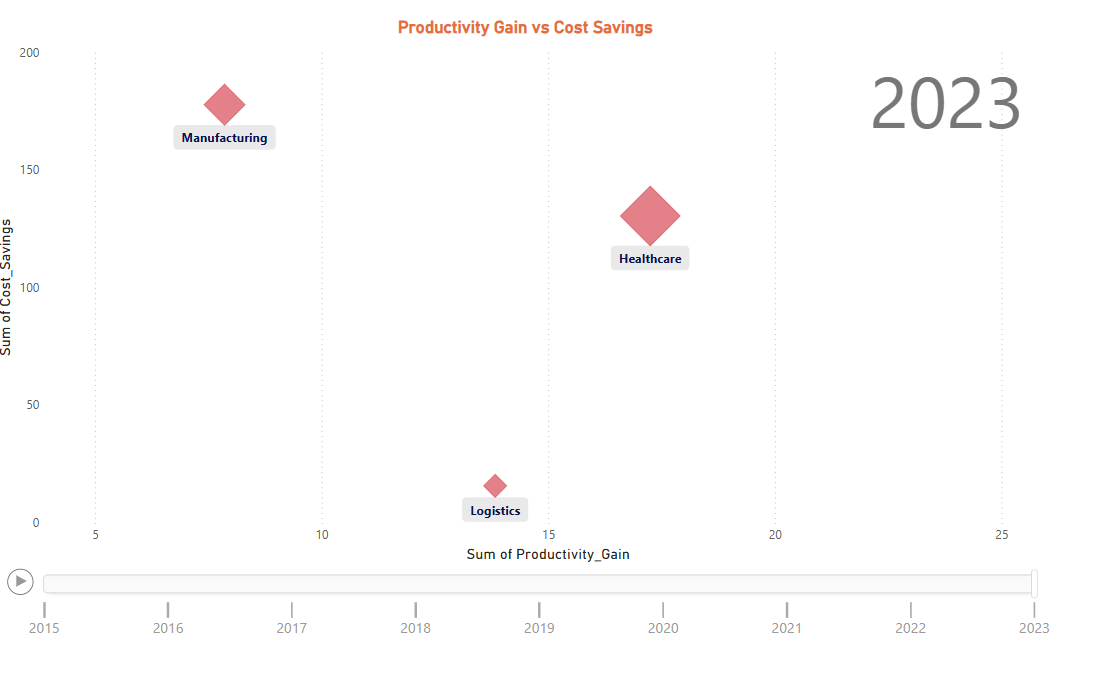 Productivity Gain vs Cost Savings
2023
200
150
100
50
0
Sum of Cost_Savings
Manufacturing
Healthcare
Logistics
5 10 15 20 25
Sum of Productivity_Gain
2015 2016 2017 2018 2019 2020 2021 2022 2023